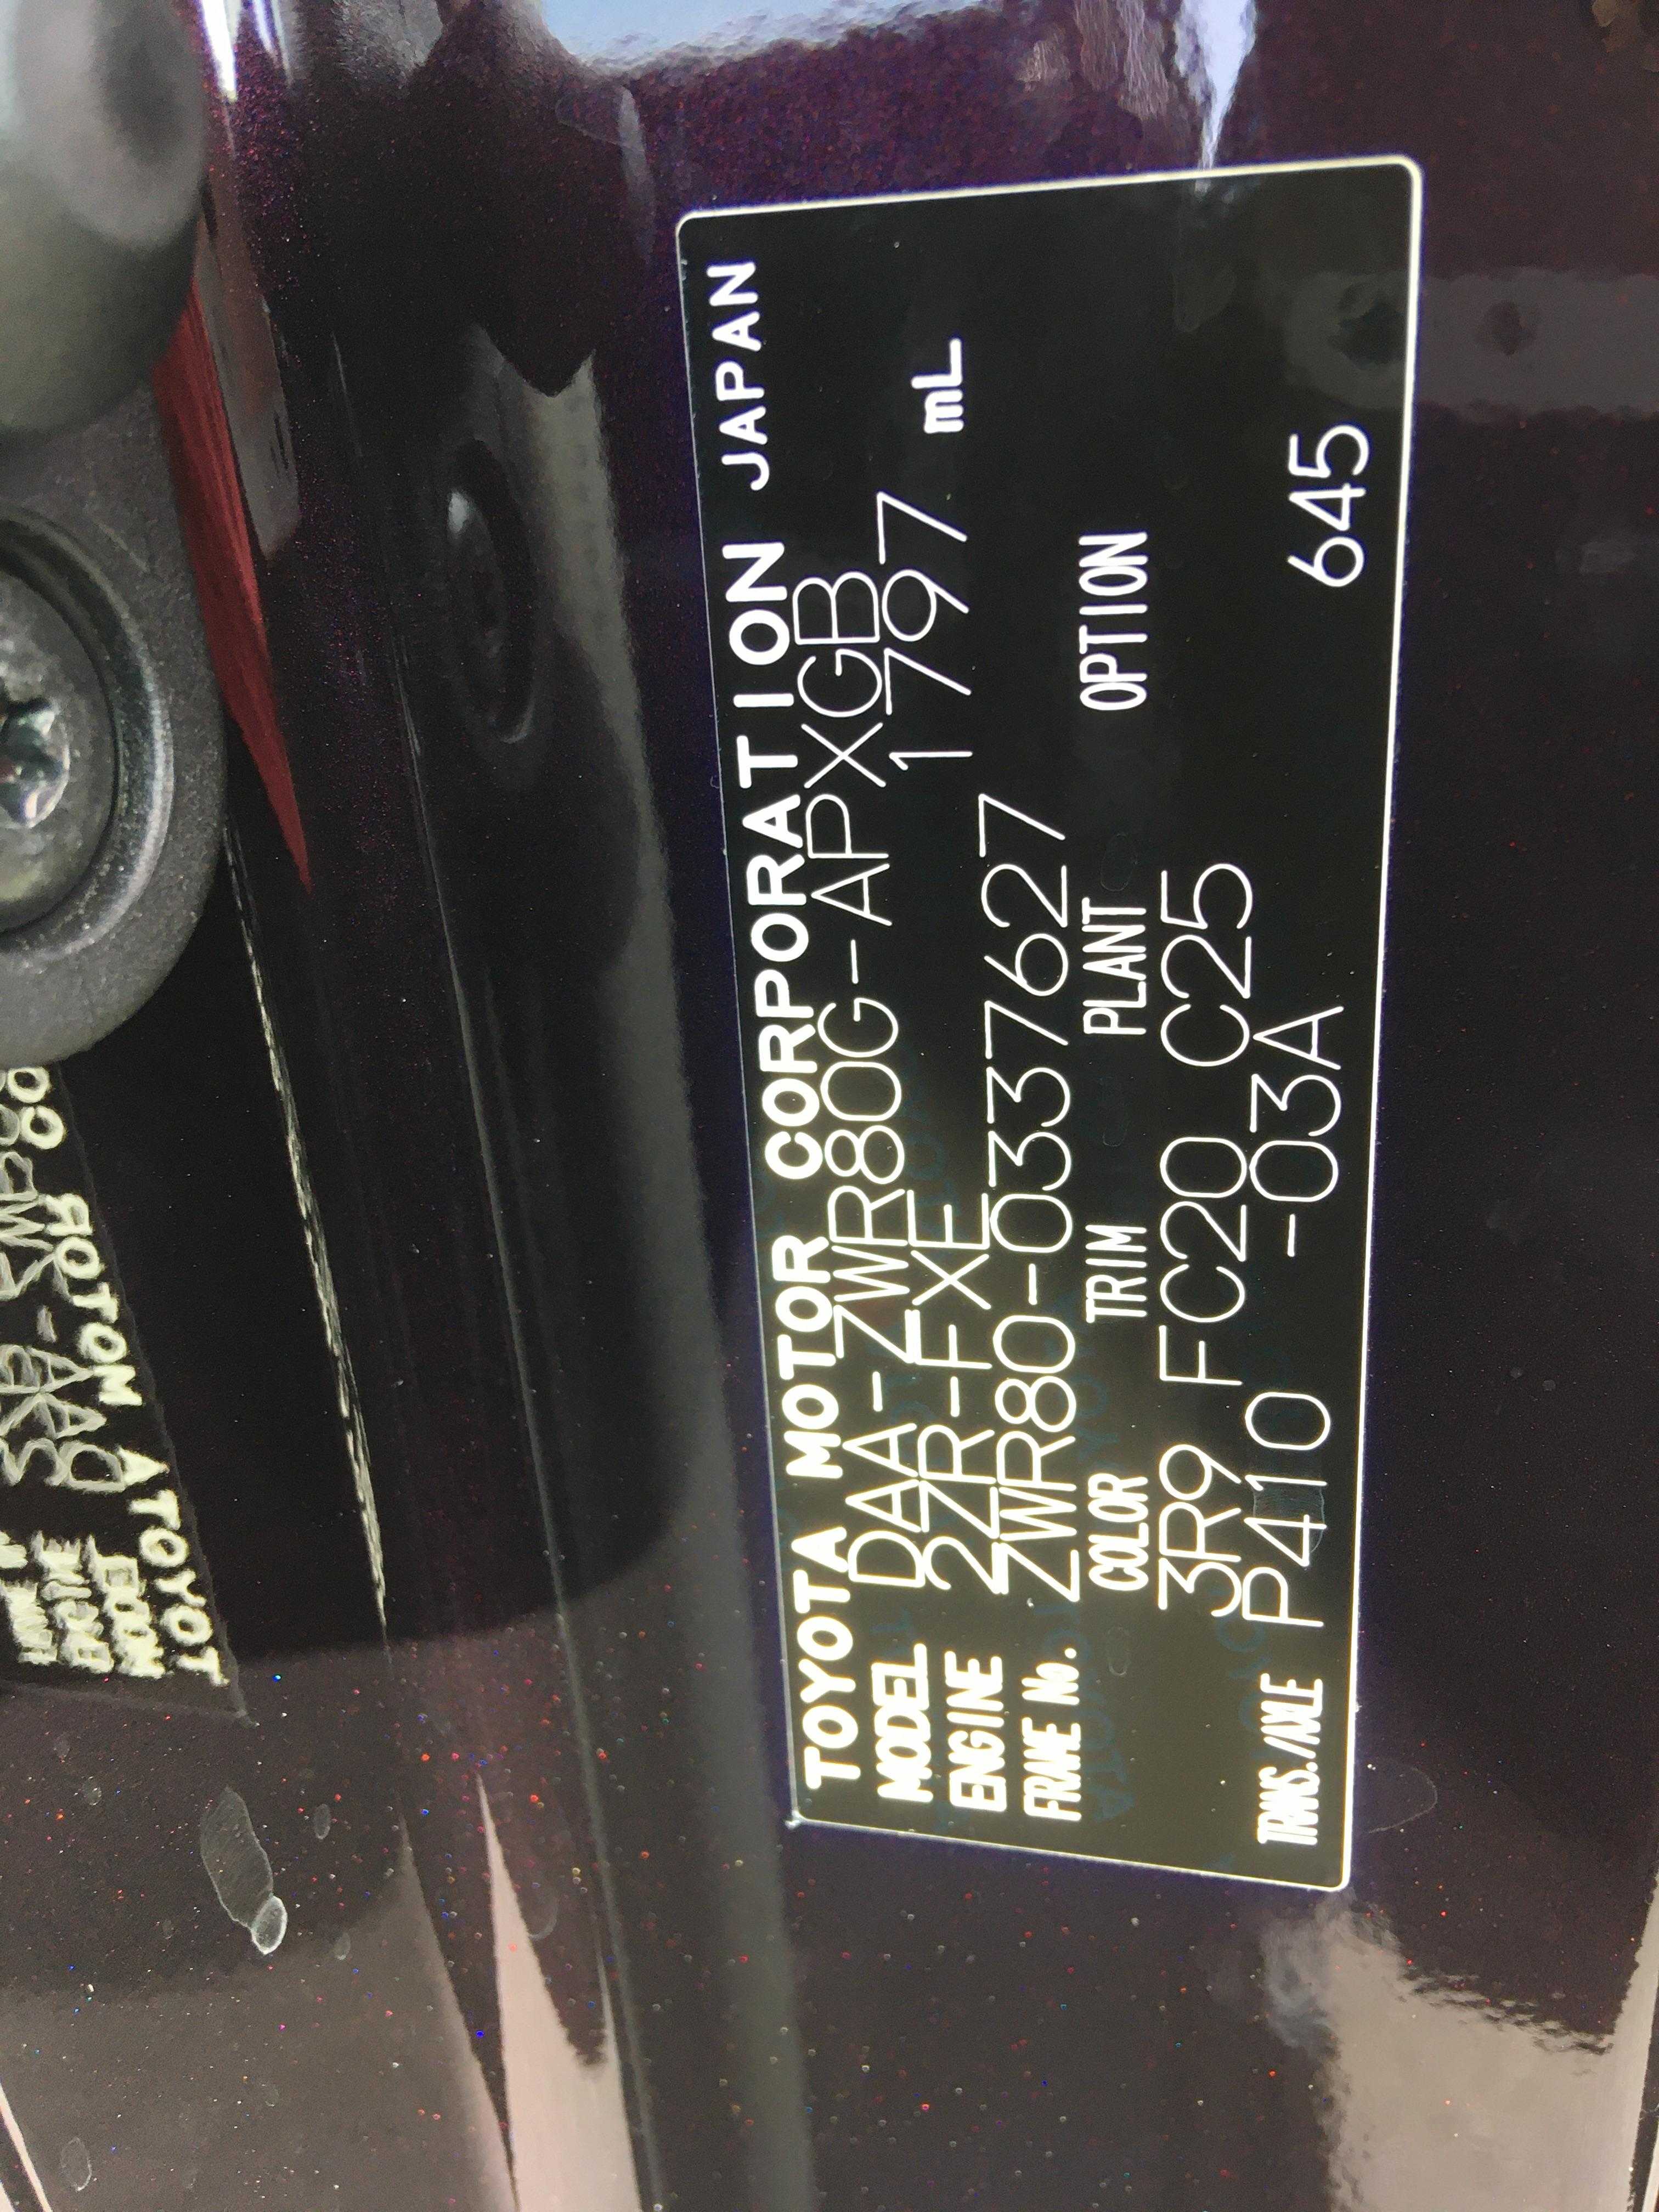 TOYOTA MOTOR CORPORATION JAPAN
MODEL DAA-ZWR80G-APXGB
ENGINE 2ZR-FXE 1797 mL
FRAME No. ZWR80-0337627
COLOR TRIM PLANT OPTION
3R9 FC20 C25
TRANS./AXLE P410 -03A 645